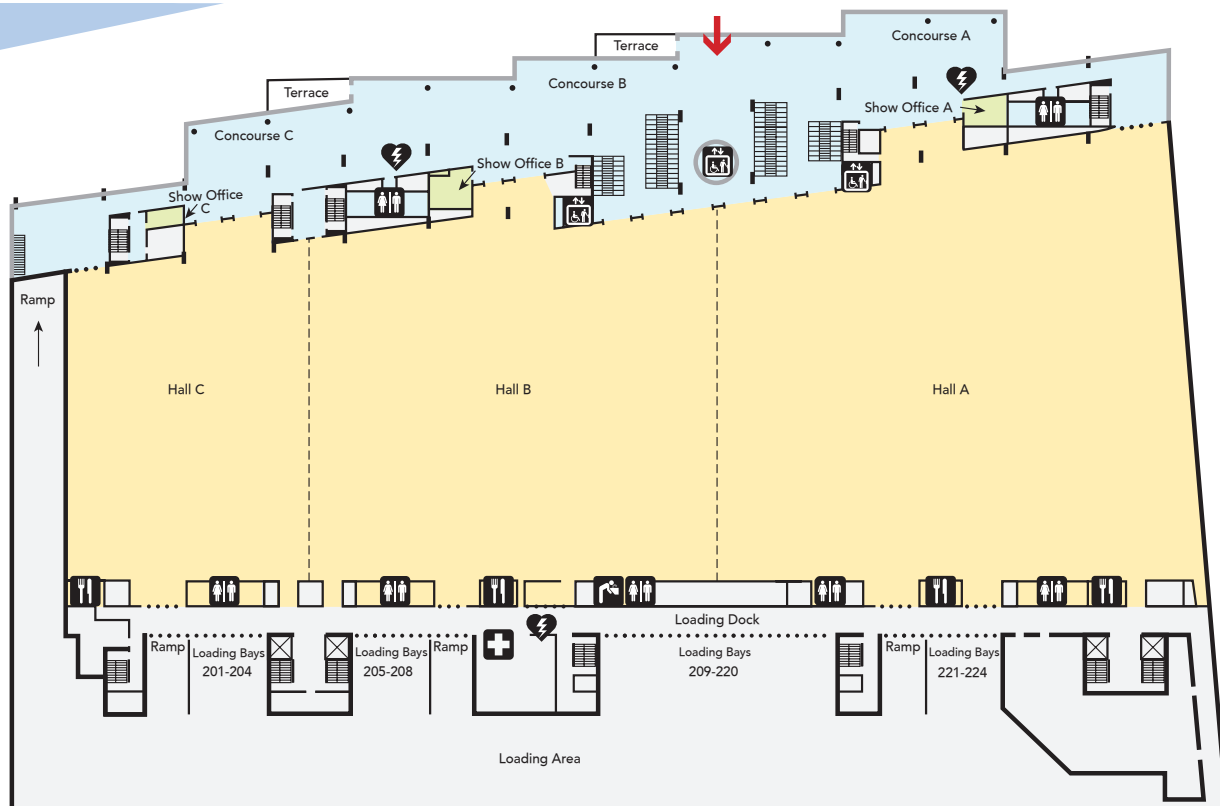 Concourse A
Terrace
Concourse B
Terrace
Show Office A
Concourse C
Show Office B
Show Office
C
Ramp
Hall C
Hall B
Hall A
Loading Dock
Ramp
Loading Bays
201-204
Loading Bays
205-208
Ramp
Loading Bays
209-220
Ramp
Loading Bays
221-224
Loading Area